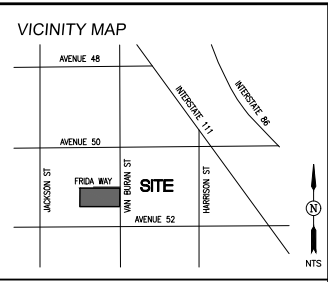 VICINITY MAP
AVENUE 48
INTERSTATE 111
INTERSTATE 86
AVENUE 50
JACKSON ST
FRIDA WAY
VAN BURAN ST
SITE
HARRISON ST
AVENUE 52
N
NTS